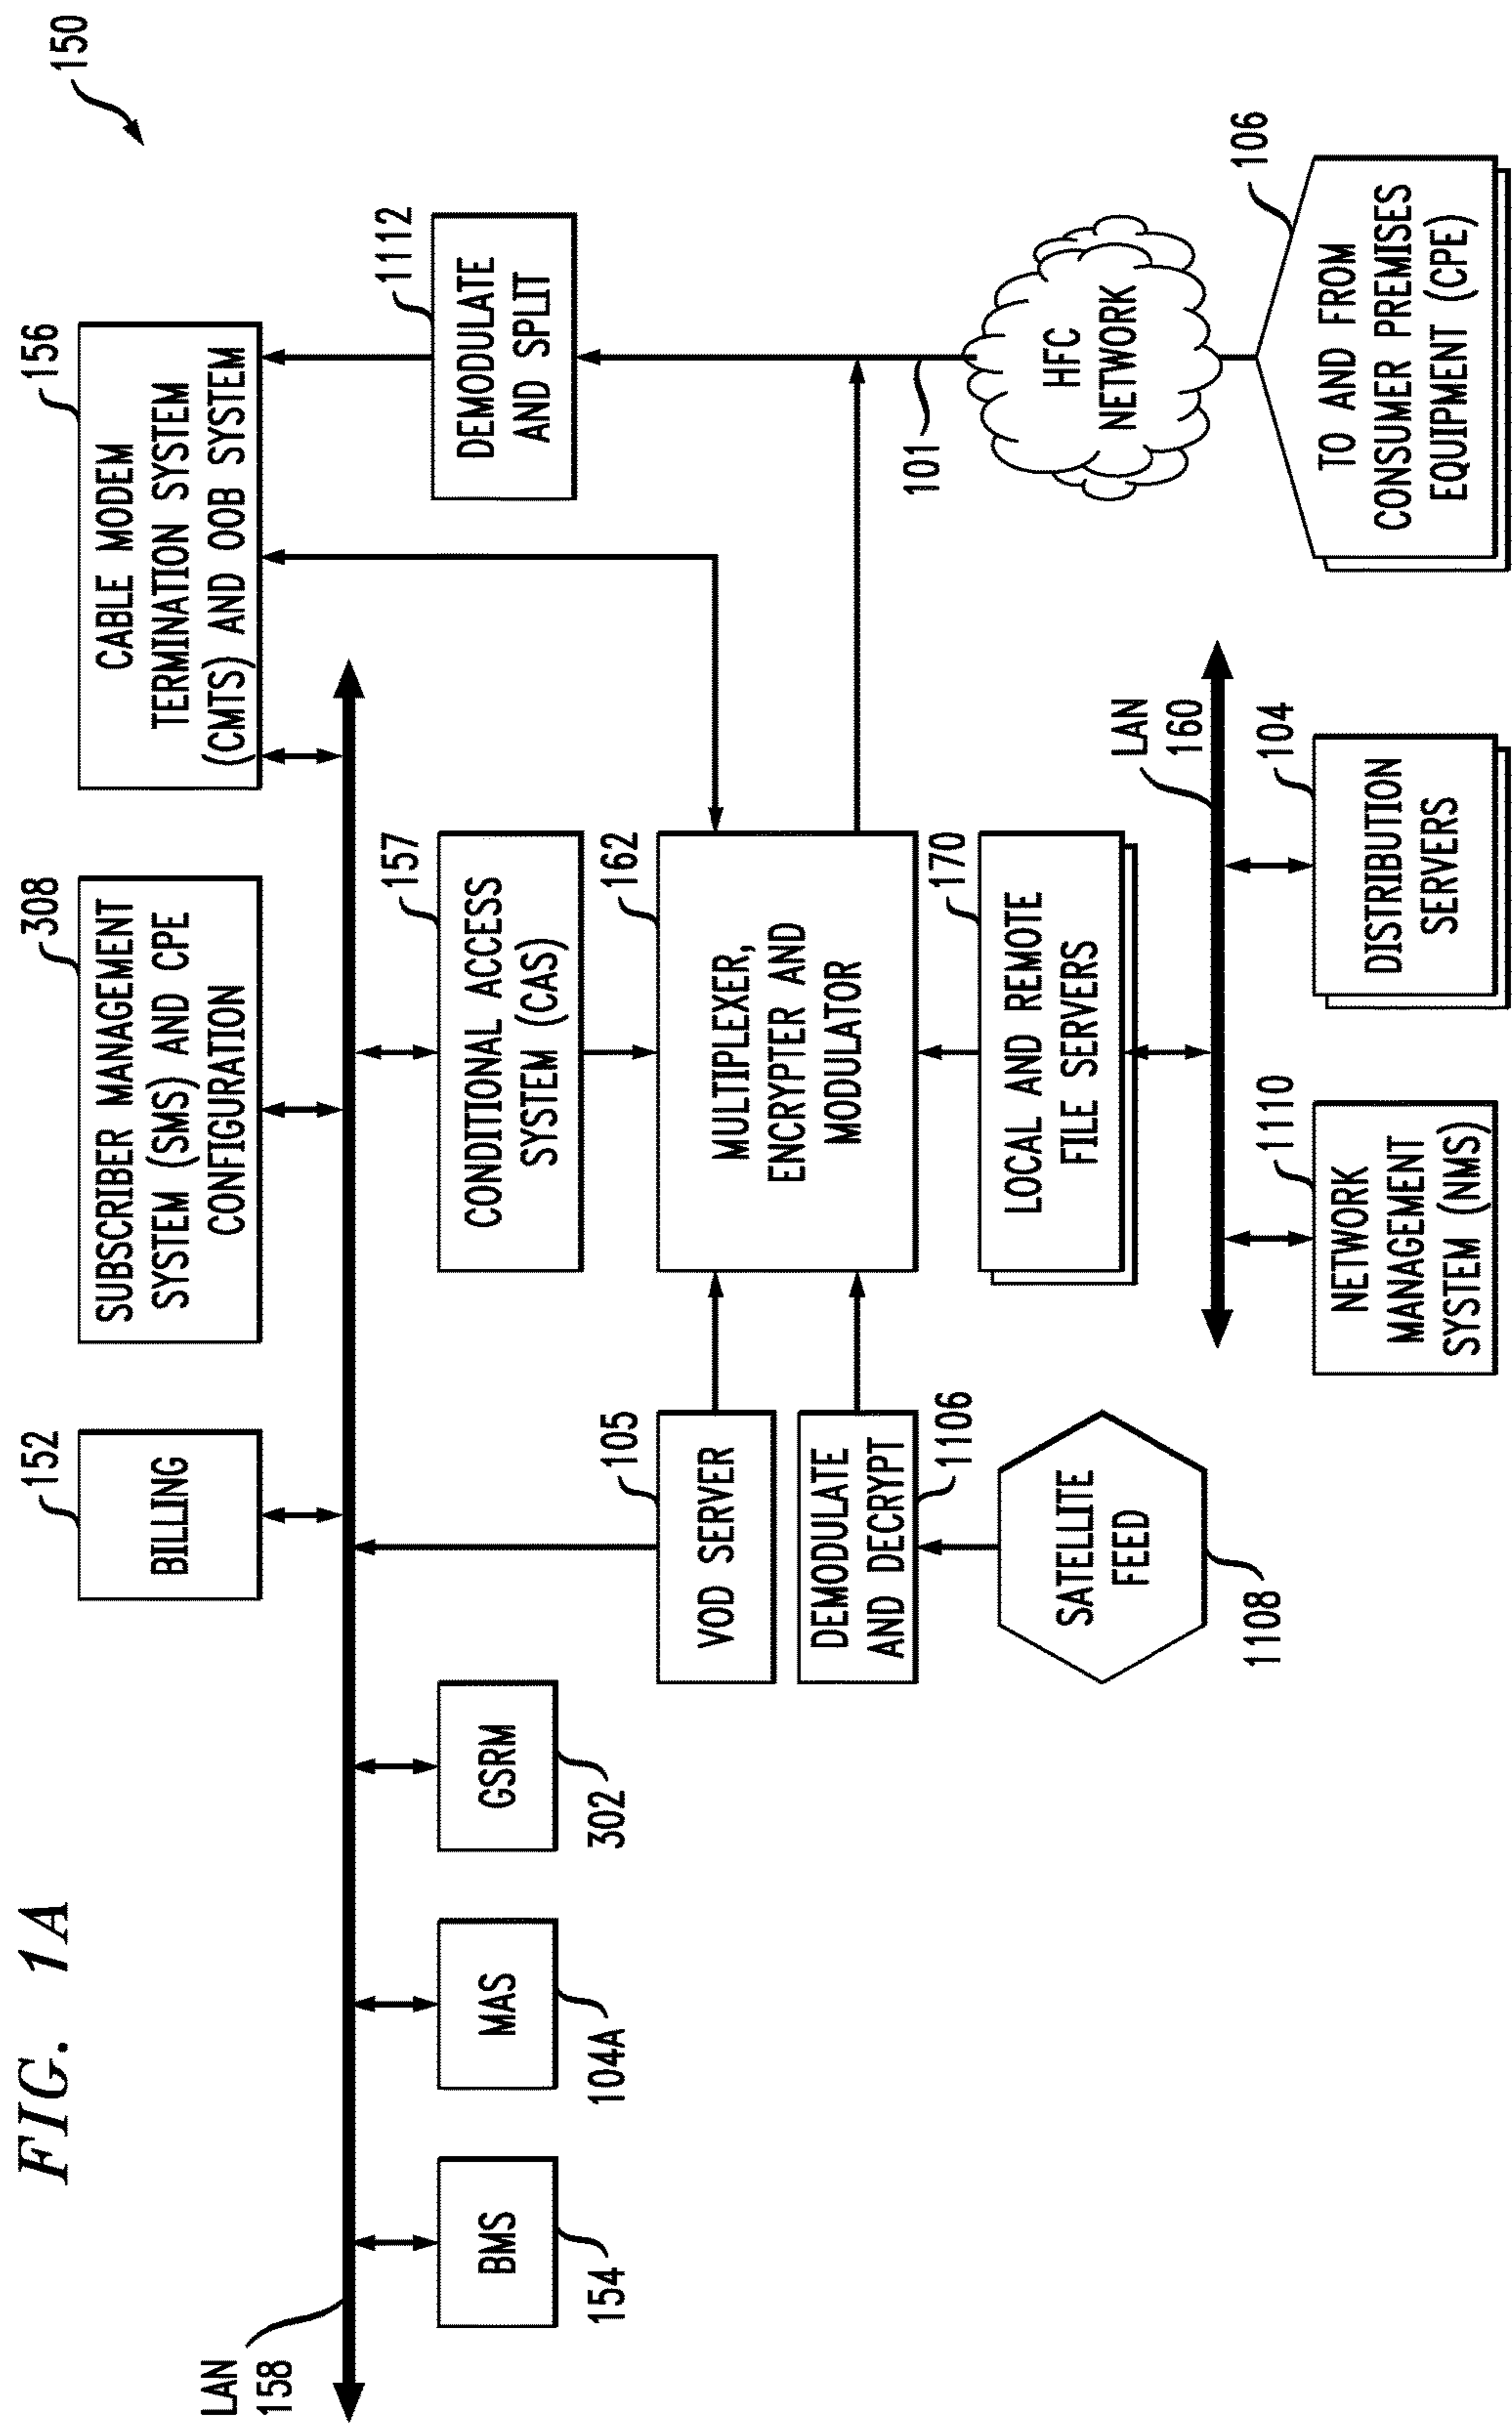 FIG. 1A
150
152
BILLING
308
SUBSCRIBER MANAGEMENT
SYSTEM (SMS) AND CPE
CONFIGURATION
156
CABLE MODEM
TERMINATION SYSTEM
(CMTS) AND OOB SYSTEM
LAN
158
BMS
154
MAS
104A
GSRM
302
157
CONDITIONAL ACCESS
SYSTEM (CAS)
1112
DEMODULATE
AND SPLIT
105
VOD SERVER
162
MULTIPLEXER,
ENCRYPTER AND
MODULATOR
DEMODULATE
AND DECRYPT
1106
101
170
LOCAL AND REMOTE
FILE SERVERS
HFC
NETWORK
SATELLITE
FEED
1108
LAN
160
1110
NETWORK
MANAGEMENT
SYSTEM (NMS)
104
DISTRIBUTION
SERVERS
106
TO AND FROM
CONSUMER PREMISES
EQUIPMENT (CPE)